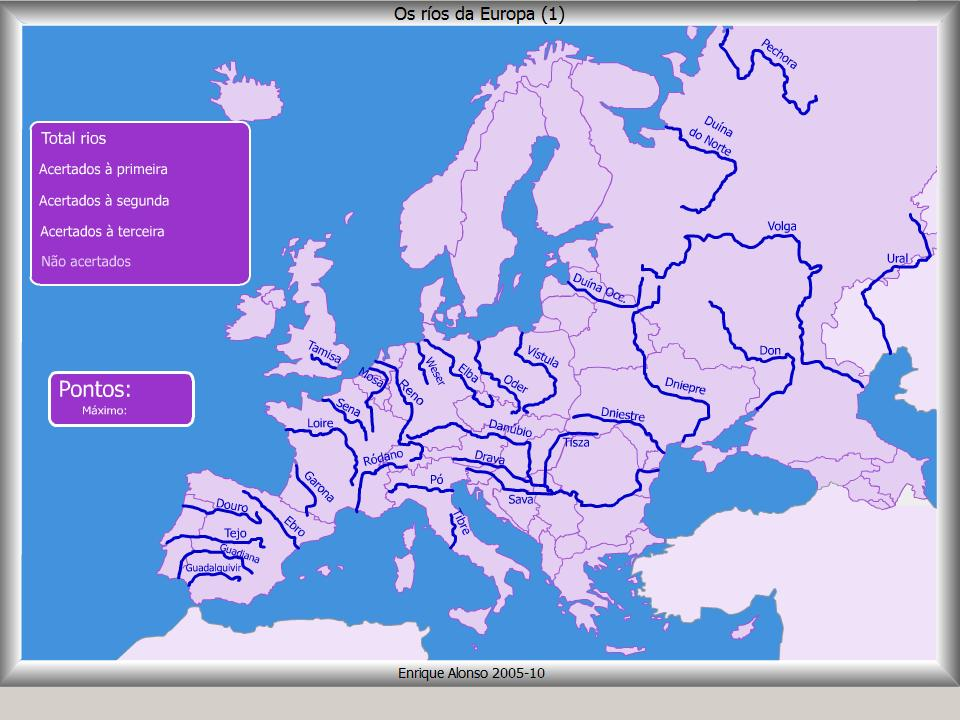 Os ríos da Europa (1)
Pechora
Duína
do Norte
Total rios
Acertados à primeira
Acertados à segunda
Acertados à terceira
Não acertados
Volga
Ural
Duína Occ.
Tamisa
Don
Pontos:
Máximo:
Mosa
Reno
Weser
Elba
Oder
Vístula
Dniepre
Sena
Loire
Danúbio
Dniestre
Tisza
Ródano
Drava
Garona
Pó
Sava
Douro
Ebro
Tibre
Tejo
Guadiana
Guadalquivir
Enrique Alonso 2005-10